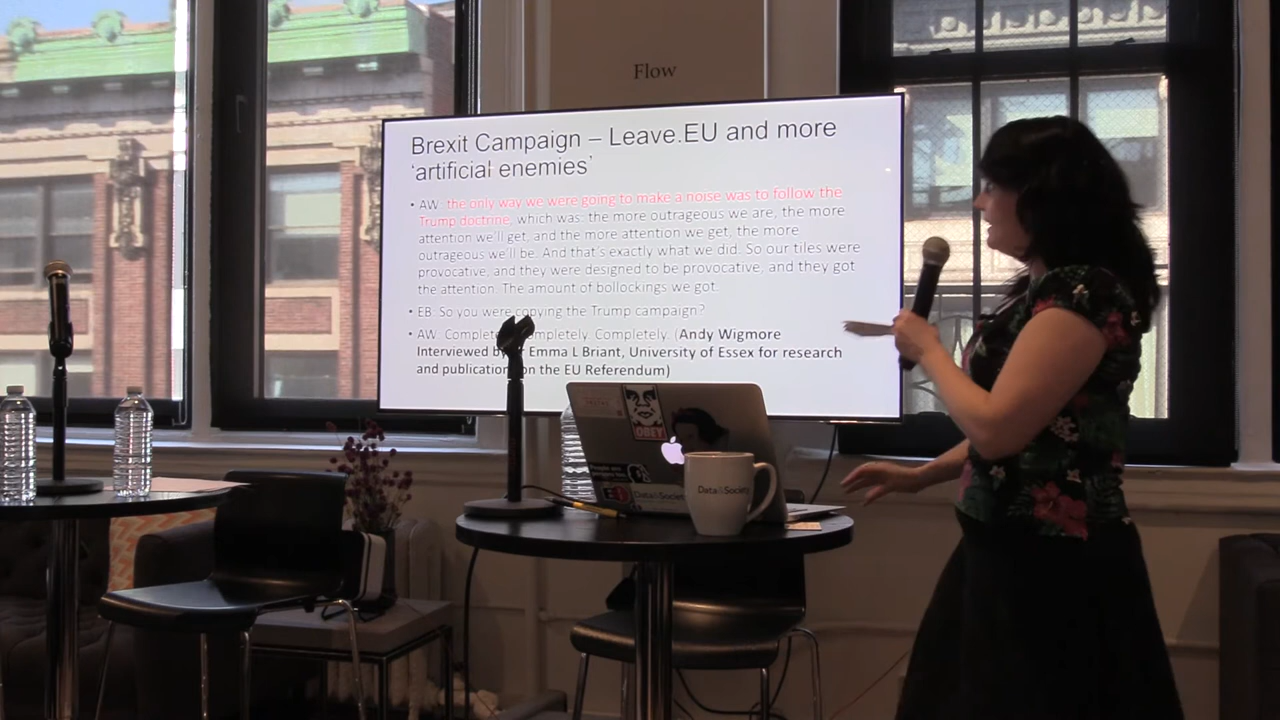 Flow
Brexit Campaign – Leave.EU and more
‘artificial enemies’
• AW: the only way we were going to make a noise was to follow the
Trump doctrine, which was: the more outrageous we are, the more
attention we’ll get, and the more attention we get, the more
outrageous we’ll be. And that’s exactly what we did. So our tiles were
provocative, and they were designed to be provocative, and they got
the attention. The amount of bollockings we got.
• EB: So you were copying the Trump campaign?
• AW: Completely. Completely. (Andy Wigmore
Interviewed Emma L Briant, University of Essex for research
and publication on the EU Referendum)
OBEY
Data&Society
Data&Society